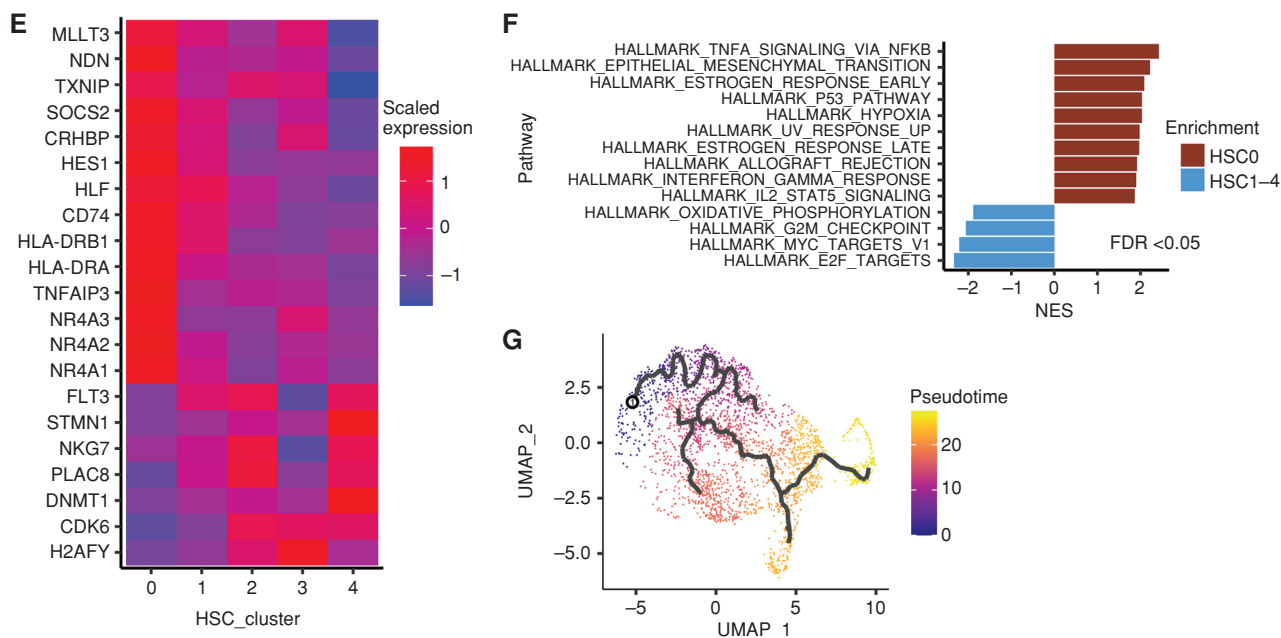 E
MLLT3
NDN
TXNIP
SOCS2
CRHBP
HES1
HLF
CD74
HLA-DRB1
HLA-DRA
TNFAIP3
NR4A3
NR4A2
NR4A1
FLT3
STMN1
NKG7
PLAC8
DNMT1
CDK6
H2AFY
0 1 2 3 4
HSC_cluster
Scaled
expression
1
0
−1
F
Pathway
HALLMARK_TNFA_SIGNALING_VIA_NFKB
HALLMARK_EPITHELIAL_MESENCHYMAL_TRANSITION
HALLMARK_ESTROGEN_RESPONSE_EARLY
HALLMARK_P53_PATHWAY
HALLMARK_HYPOXIA
HALLMARK_UV_RESPONSE_UP
HALLMARK_ESTROGEN_RESPONSE_LATE
HALLMARK_ALLOGRAFT_REJECTION
HALLMARK_INTERFERON_GAMMA_RESPONSE
HALLMARK_IL2_STAT5_SIGNALING
HALLMARK_OXIDATIVE_PHOSPHORYLATION
HALLMARK_G2M_CHECKPOINT
HALLMARK_MYC_TARGETS_V1
HALLMARK_E2F_TARGETS
−2 −1 0 1 2
NES
FDR <0.05
Enrichment
HSC0
HSC1–4
G
UMAP_2
2.5
0.0
−2.5
−5.0
−5 0 5 10
UMAP_1
Pseudotime
20
10
0